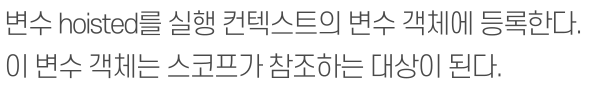 변수 hoisted를 실행 컨텍스트의 변수 객체에 등록한다.
이 변수 객체는 스코프가 참조하는 대상이 된다.